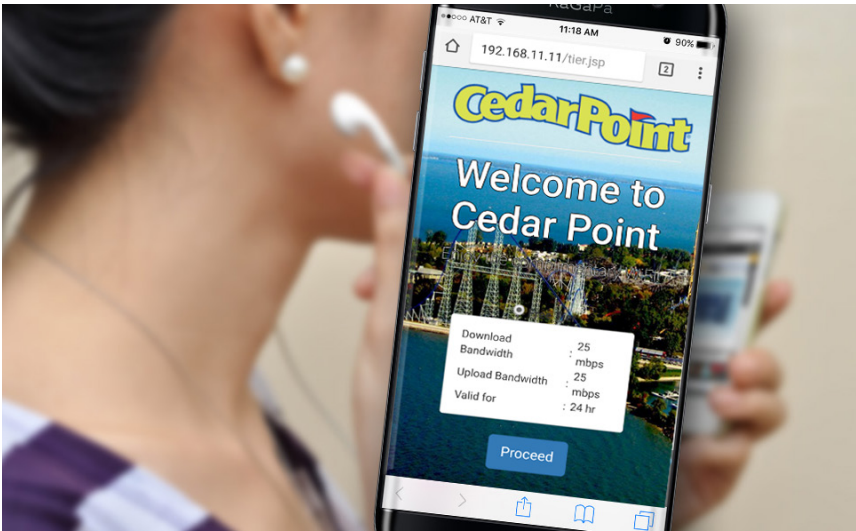 KaGaPa
AT&T
11:18 AM
90%
192.168.11.11/tier.jsp
2
CedarPoint
Welcome to
Cedar Point
Download
Bandwidth
: 25
mbps
Upload Bandwidth
: 25
mbps
Valid for
: 24 hr
Proceed